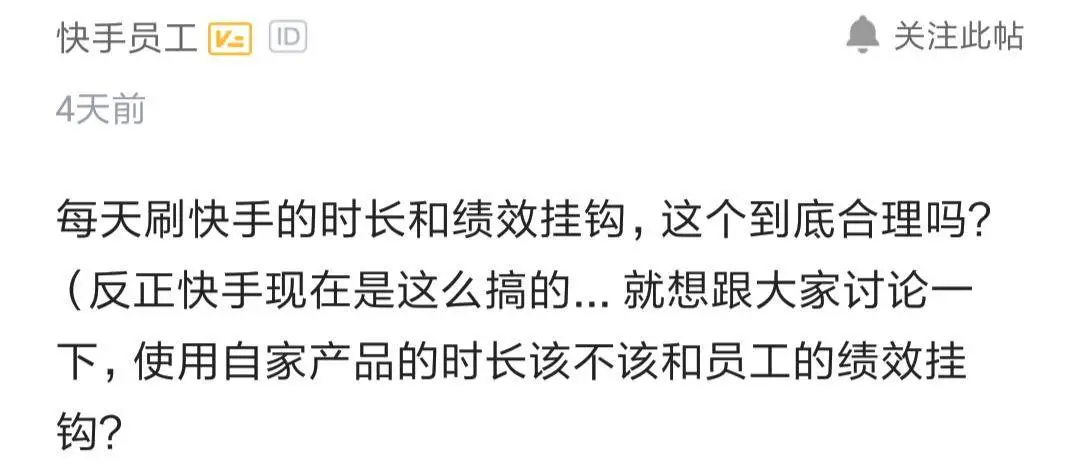 快手员工 V= ID 关注此帖
4天前
每天刷快手的时长和绩效挂钩，这个到底合理吗？
（反正快手现在是这么搞的... 就想跟大家讨论一
下，使用自家产品的时长该不该和员工的绩效挂
钩？